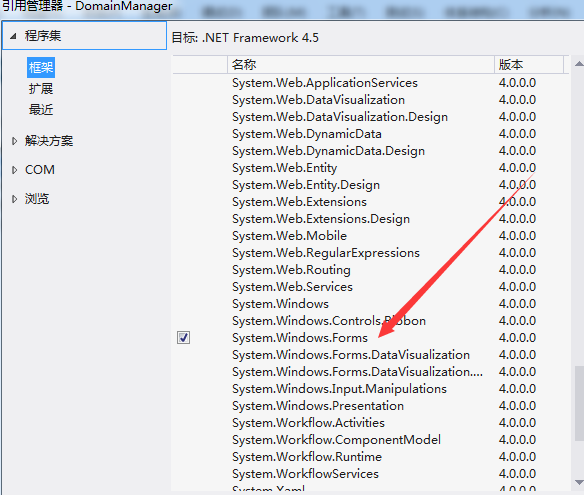 引用管理器 - DomainManager
程序集
框架
扩展
最近
解决方案
COM
浏览
目标: .NET Framework 4.5
名称 版本
System.Web.ApplicationServices 4.0.0.0
System.Web.DataVisualization 4.0.0.0
System.Web.DataVisualization.Design 4.0.0.0
System.Web.DynamicData 4.0.0.0
System.Web.DynamicData.Design 4.0.0.0
System.Web.Entity 4.0.0.0
System.Web.Entity.Design 4.0.0.0
System.Web.Extensions 4.0.0.0
System.Web.Extensions.Design 4.0.0.0
System.Web.Mobile 4.0.0.0
System.Web.RegularExpressions 4.0.0.0
System.Web.Routing 4.0.0.0
System.Web.Services 4.0.0.0
System.Windows 4.0.0.0
System.Windows.Controls.Ribbon 4.0.0.0
System.Windows.Forms 4.0.0.0
System.Windows.Forms.DataVisualization 4.0.0.0
System.Windows.Forms.DataVisualization.... 4.0.0.0
System.Windows.Input.Manipulations 4.0.0.0
System.Windows.Presentation 4.0.0.0
System.Workflow.Activities 4.0.0.0
System.Workflow.ComponentModel 4.0.0.0
System.Workflow.Runtime 4.0.0.0
System.WorkflowServices 4.0.0.0
System.Xaml 4.0.0.0